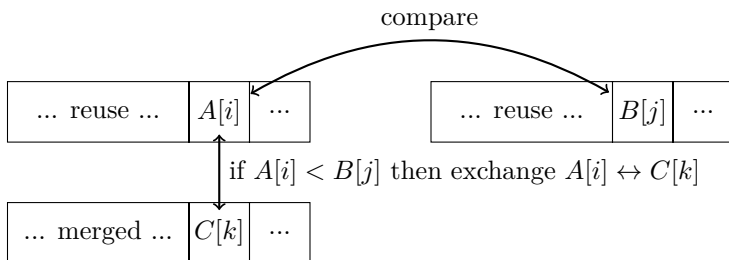 compare
... reuse ... A[i] ... ... reuse ... B[j] ...
if A[i] < B[j] then exchange A[i] ↔ C[k]
... merged ... C[k] ...